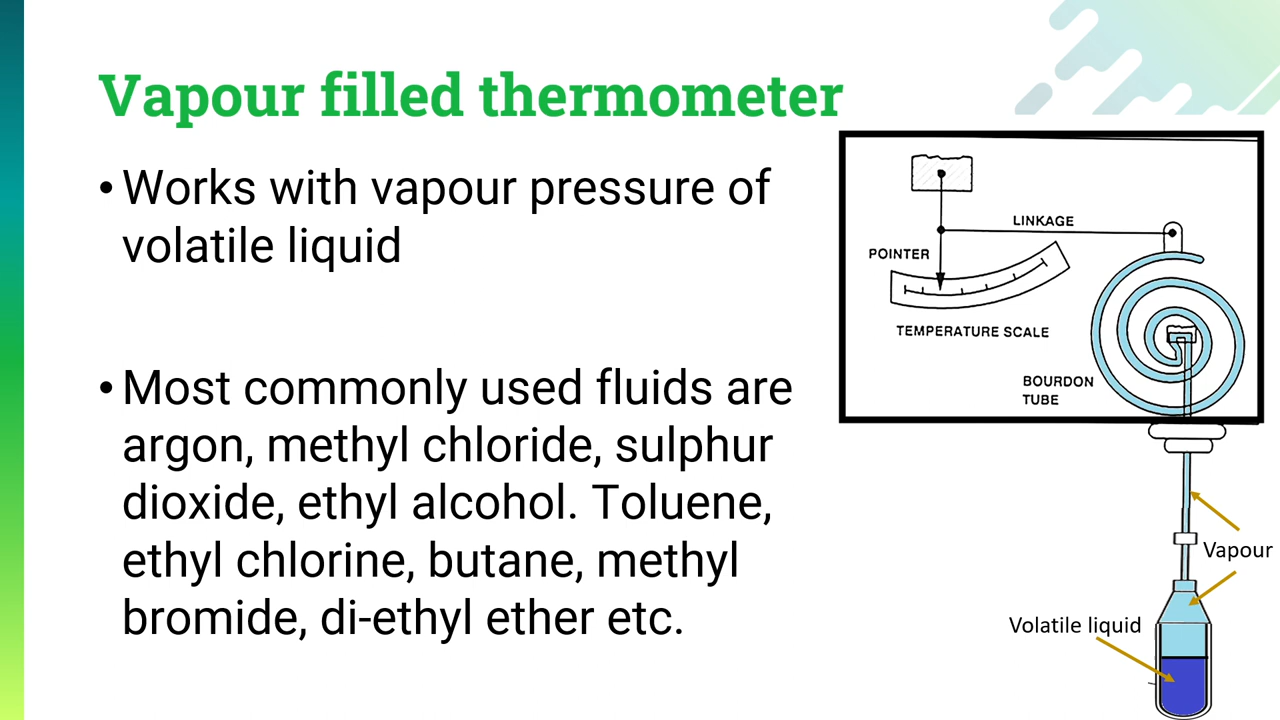 Vapour filled thermometer
• Works with vapour pressure of
volatile liquid
• Most commonly used fluids are
argon, methyl chloride, sulphur
dioxide, ethyl alcohol. Toluene,
ethyl chlorine, butane, methyl
bromide, di-ethyl ether etc.
LINKAGE
POINTER
TEMPERATURE SCALE
BOURDON
TUBE
Vapour
Volatile liquid